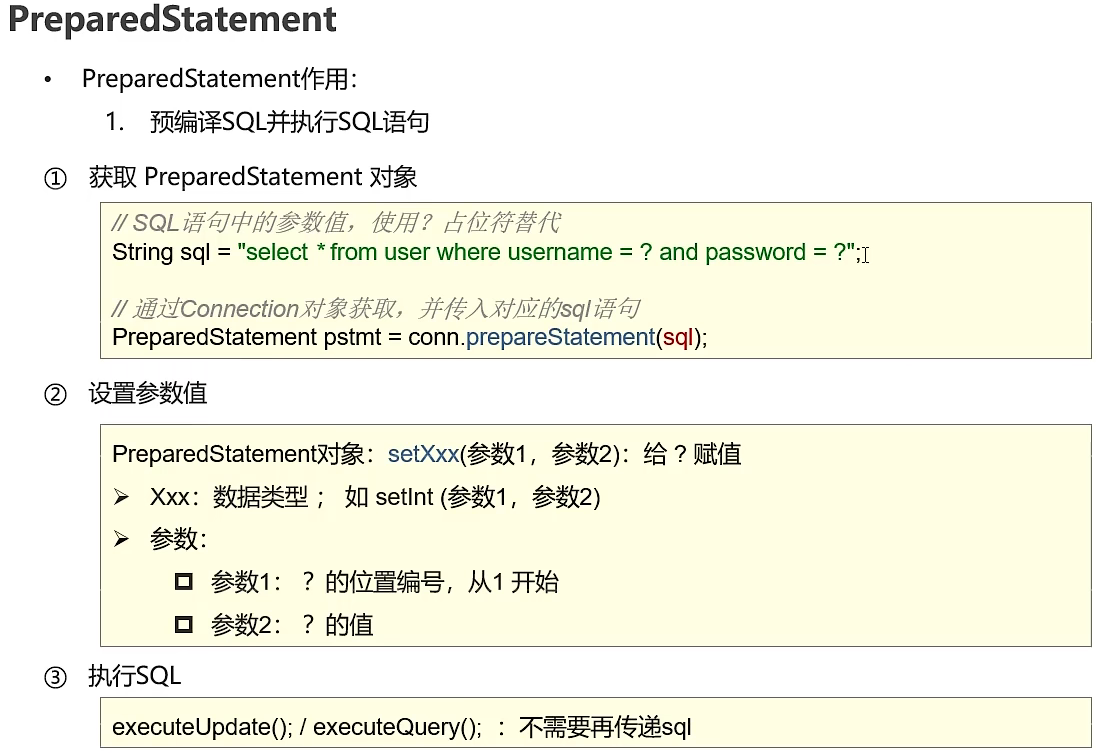 PreparedStatement
• PreparedStatement作用：
1. 预编译SQL并执行SQL语句
① 获取 PreparedStatement 对象
// SQL语句中的参数值，使用？占位符替代
String sql = "select * from user where username = ? and password = ?";
// 通过Connection对象获取，并传入对应的sql语句
PreparedStatement pstmt = conn.prepareStatement(sql);
② 设置参数值
PreparedStatement对象：setXxx(参数1，参数2)：给 ? 赋值
➢ Xxx：数据类型 ； 如 setInt (参数1，参数2)
➢ 参数：
参数1： ？的位置编号，从1 开始
参数2： ？的值
③ 执行SQL
executeUpdate(); / executeQuery(); ：不需要再传递sql